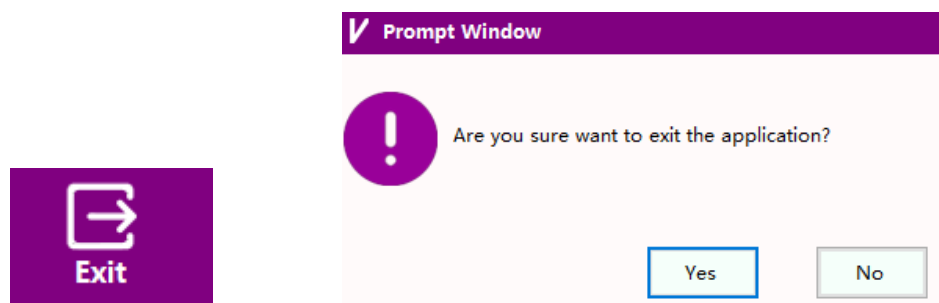 V Prompt Window
Are you sure want to exit the application?
Exit
Yes
No